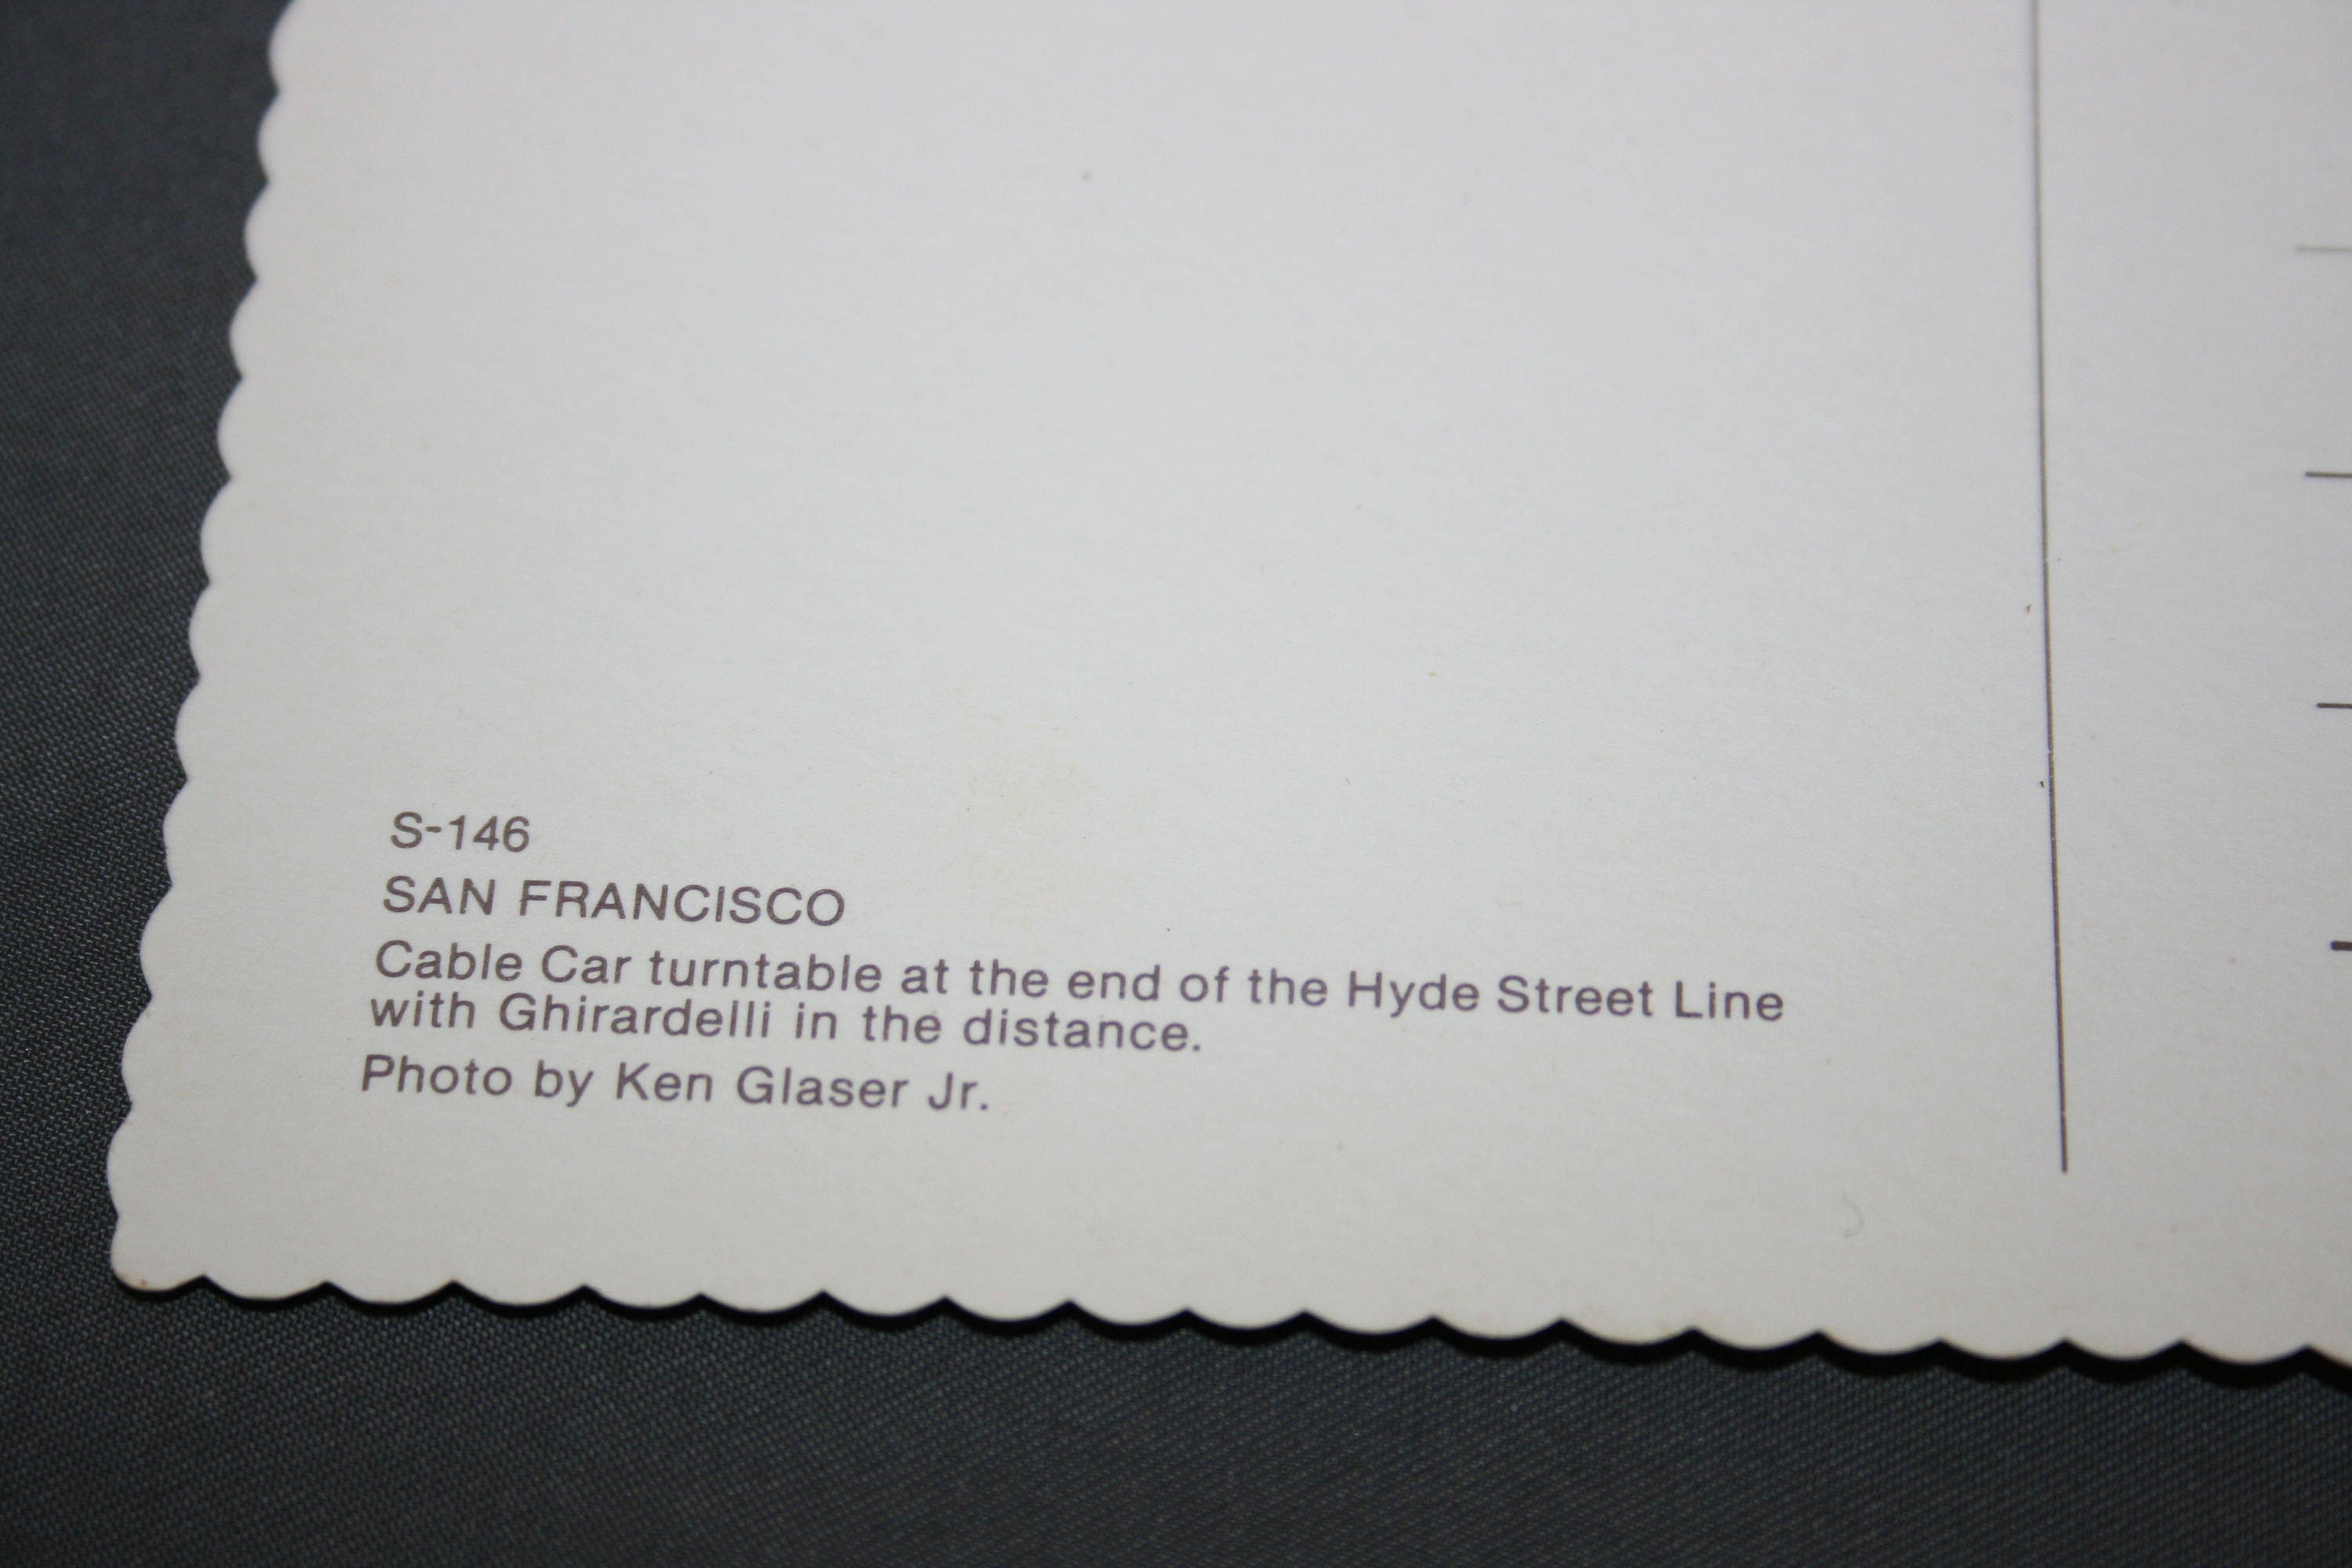 S-146
SAN FRANCISCO
Cable Car turntable at the end of the Hyde Street Line
with Ghirardelli in the distance.
Photo by Ken Glaser Jr.